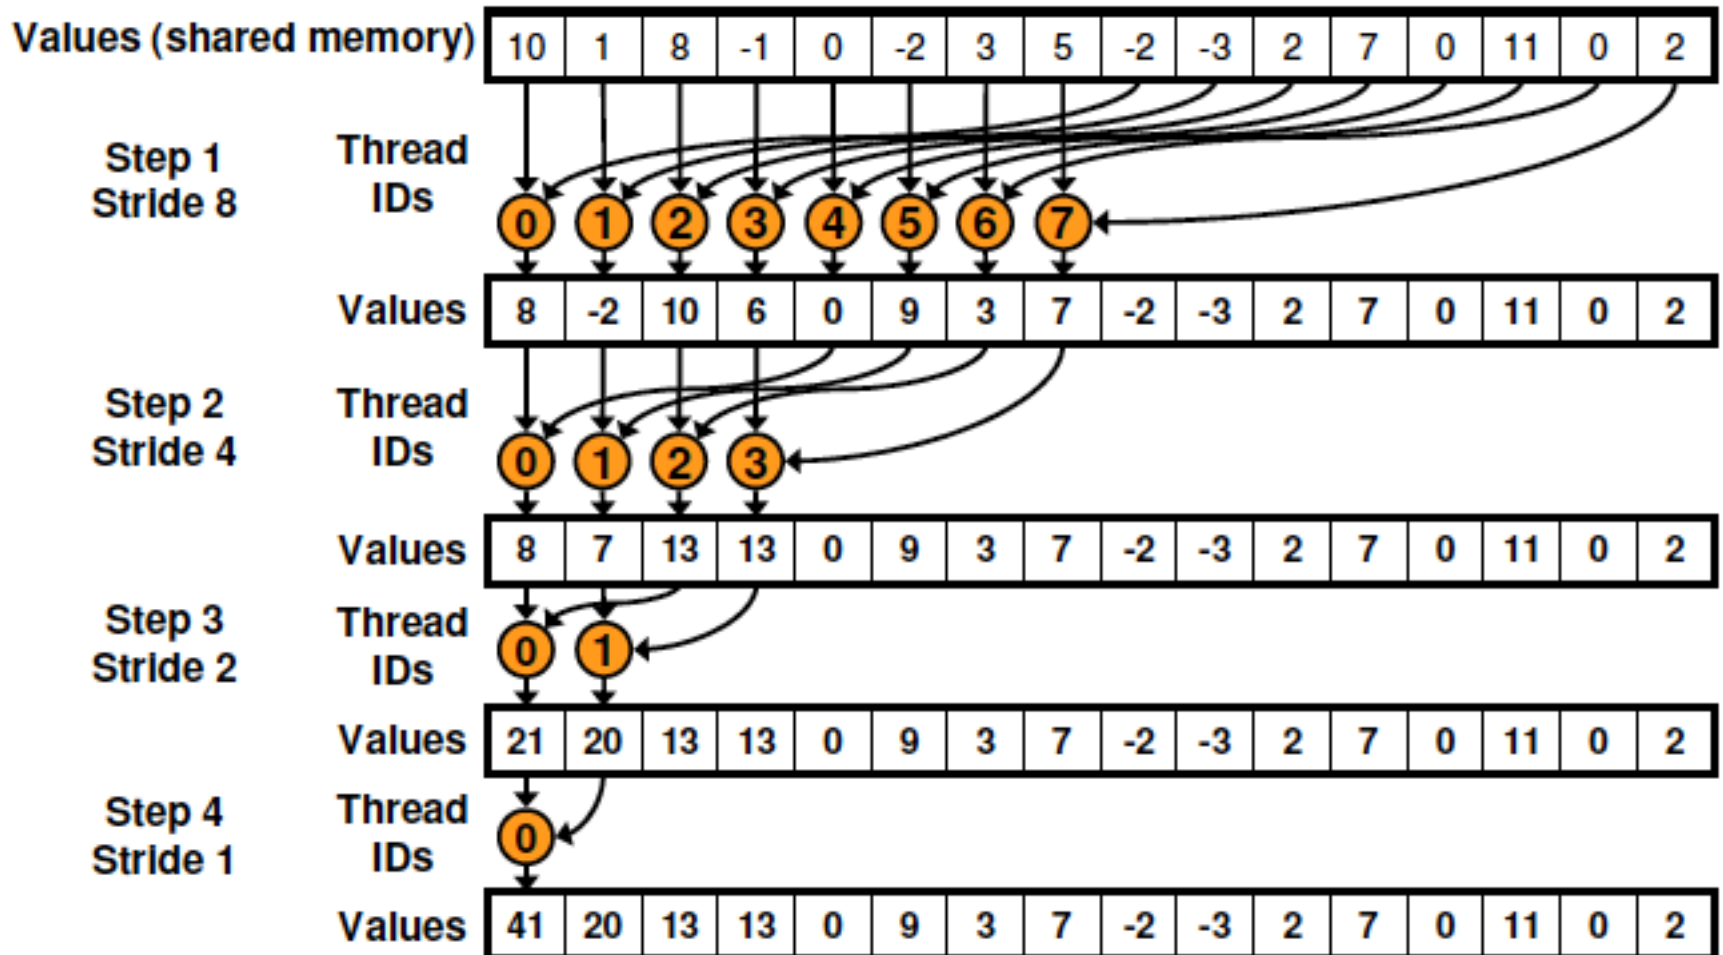 Values (shared memory) 10 1 8 -1 0 -2 3 5 -2 -3 2 7 0 11 0 2
Step 1 Thread
Stride 8 IDs
0 1 2 3 4 5 6 7
Values 8 -2 10 6 0 9 3 7 -2 -3 2 7 0 11 0 2
Step 2 Thread
Stride 4 IDs
0 1 2 3
Values 8 7 13 13 0 9 3 7 -2 -3 2 7 0 11 0 2
Step 3 Thread
Stride 2 IDs
0 1
Values 21 20 13 13 0 9 3 7 -2 -3 2 7 0 11 0 2
Step 4 Thread
Stride 1 IDs
0
Values 41 20 13 13 0 9 3 7 -2 -3 2 7 0 11 0 2